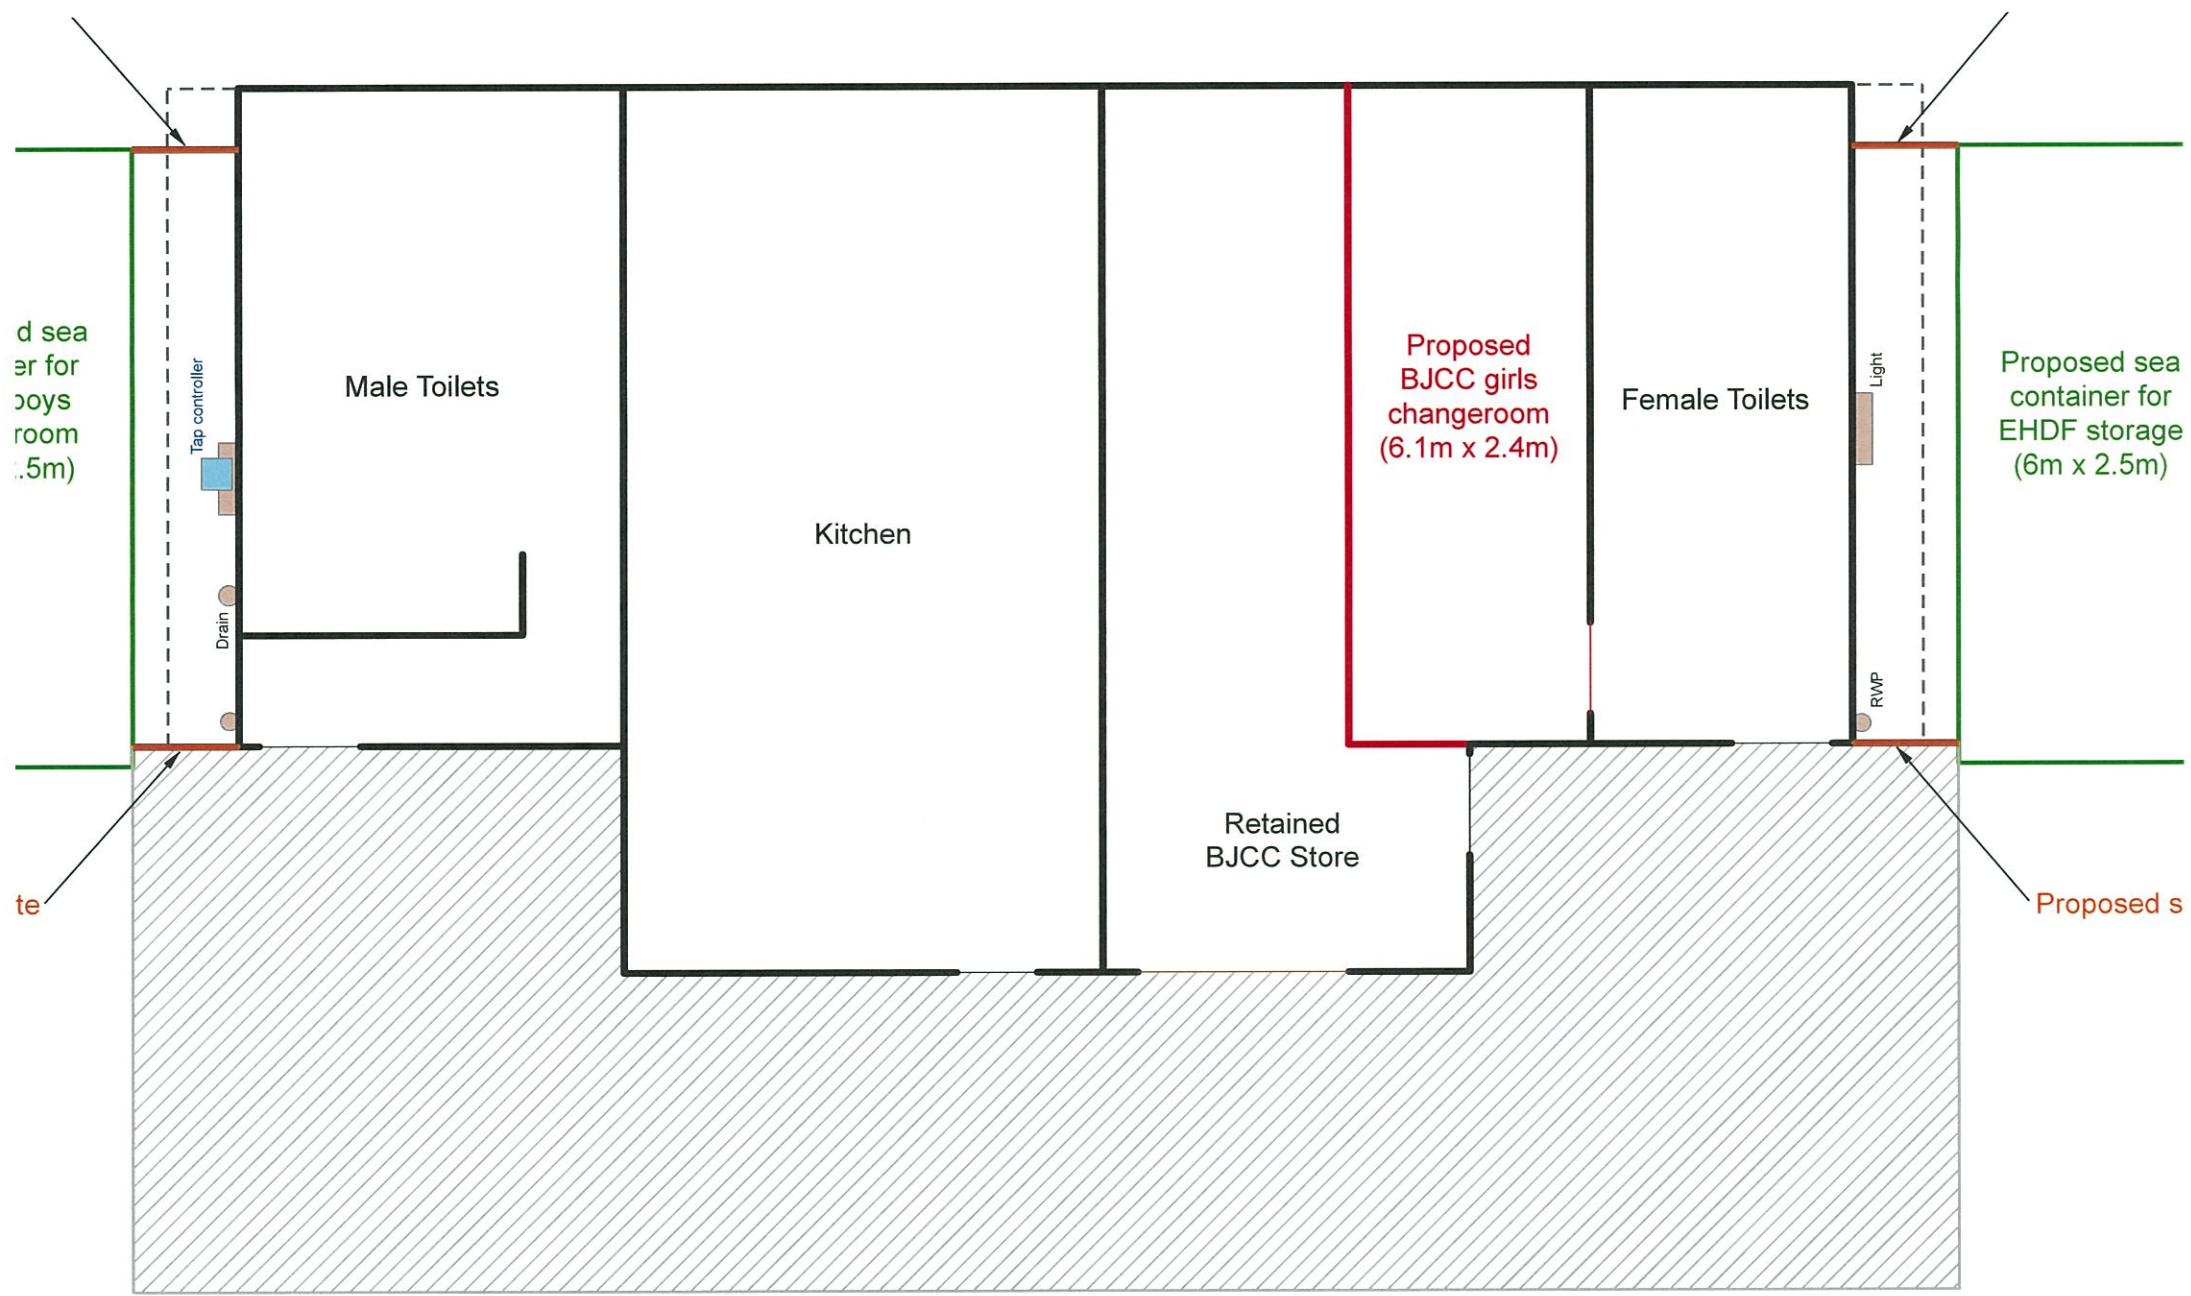 d sea
er for
boys
room
.5m)
Tap controller
Drain
Male Toilets
Kitchen
Proposed
BJCC girls
changeroom
(6.1m x 2.4m)
Female Toilets
Retained
BJCC Store
Light
RWP
Proposed sea
container for
EHDF storage
(6m x 2.5m)
te
Proposed s